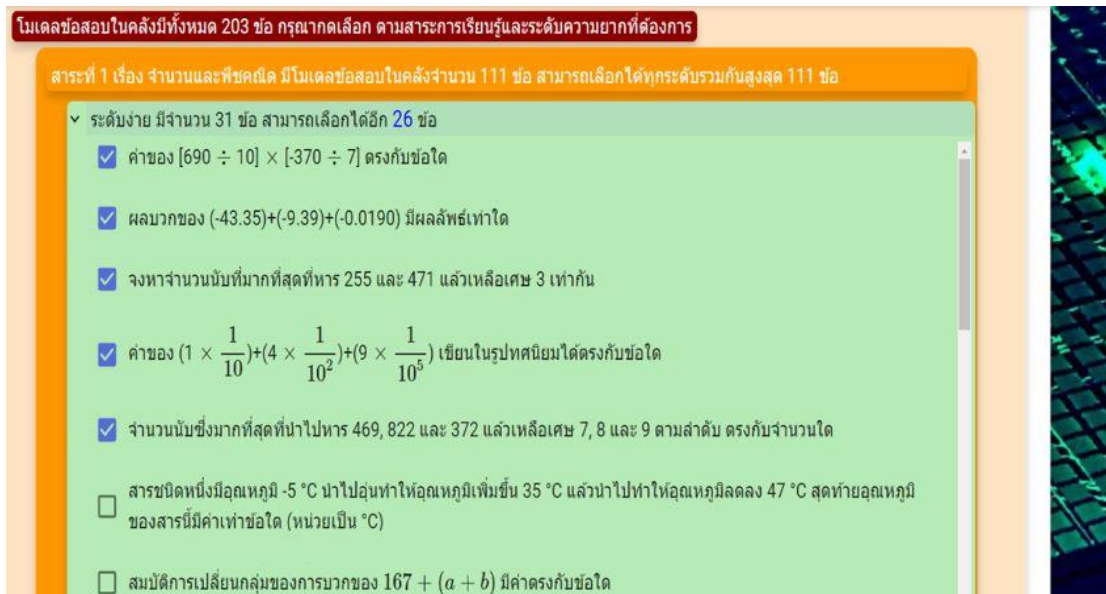 โมเดลข้อสอบในคลังมีทั้งหมด 203 ข้อ กรุณากดเลือก ตามสาระการเรียนรู้และระดับความยากที่ต้องการ
สาระที่ 1 เรื่อง จำนวนและพีชคณิต มีโมเดลข้อสอบในคลังจำนวน 111 ข้อ สามารถเลือกได้ทุกระดับรวมกันสูงสุด 111 ข้อ
ระดับง่าย มีจำนวน 31 ข้อ สามารถเลือกได้อีก 26 ข้อ
ค่าของ [690 ÷ 10] × [-370 ÷ 7] ตรงกับข้อใด
ผลบวกของ (-43.35)+(-9.39)+(-0.0190) มีผลลัพธ์เท่าใด
จงหาจำนวนนับที่มากที่สุดที่หาร 255 และ 471 แล้วเหลือเศษ 3 เท่ากัน
ค่าของ (1 × 1/10)+(4 × 1/10²)+(9 × 1/10⁵) เขียนในรูปทศนิยมได้ตรงกับข้อใด
จำนวนนับซึ่งมากที่สุดที่นำไปหาร 469, 822 และ 372 แล้วเหลือเศษ 7, 8 และ 9 ตามลำดับ ตรงกับจำนวนใด
สารชนิดหนึ่งมีอุณหภูมิ -5 °C นำไปอุ่นทำให้อุณหภูมิเพิ่มขึ้น 35 °C แล้วนำไปทำให้อุณหภูมิลดลง 47 °C สุดท้ายอุณหภูมิ
ของสารนี้มีค่าเท่าข้อใด (หน่วยเป็น °C)
สมบัติการเปลี่ยนกลุ่มของการบวกของ 167 + (a + b) มีค่าตรงกับข้อใด